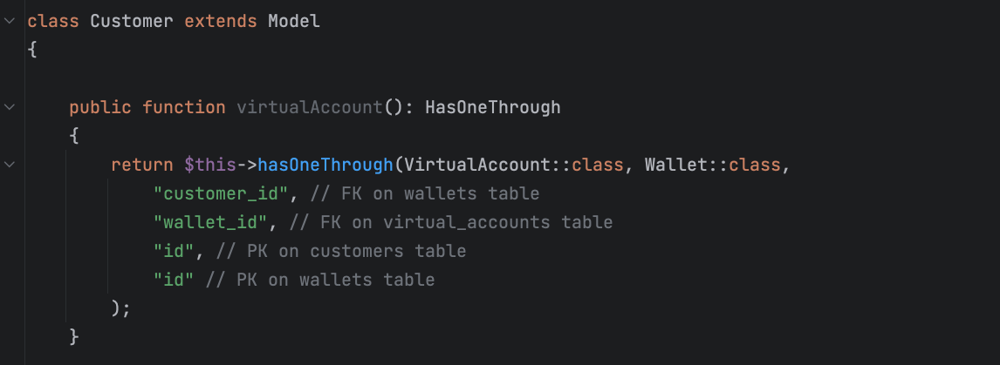 class Customer extends Model
{
public function virtualAccount(): HasOneThrough
{
return $this->hasOneThrough(VirtualAccount::class, Wallet::class,
"customer_id", // FK on wallets table
"wallet_id", // FK on virtual_accounts table
"id", // PK on customers table
"id" // PK on wallets table
);
}